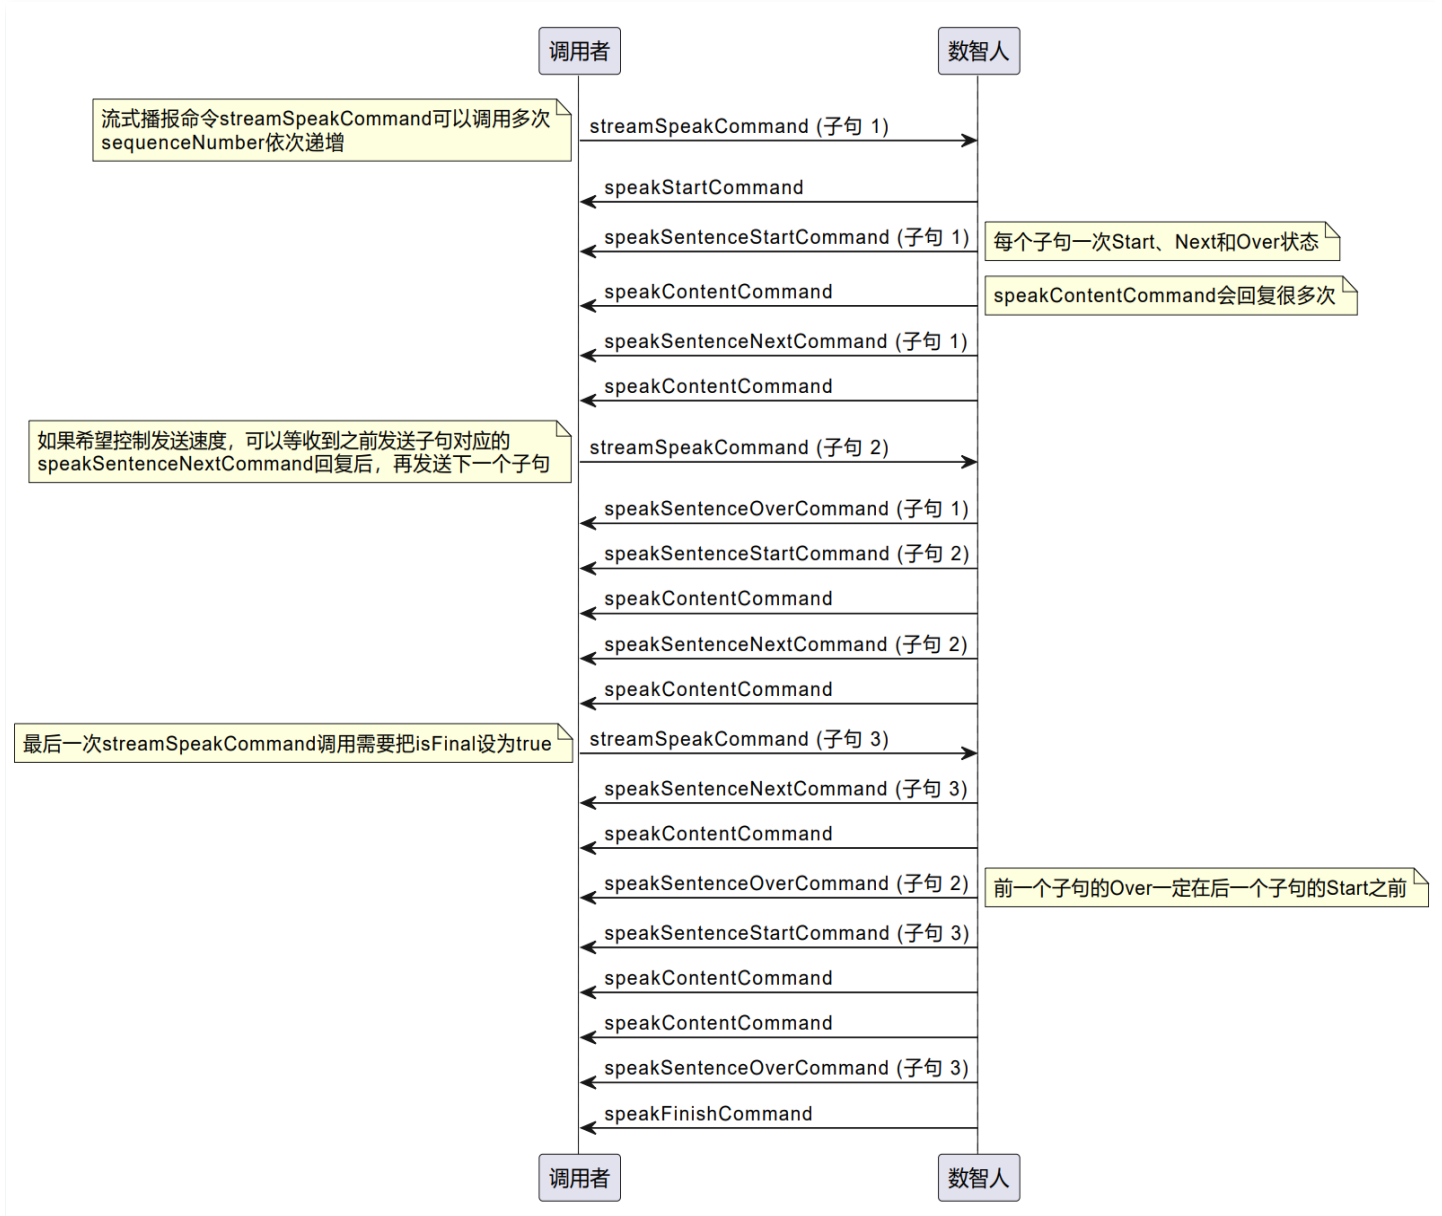 调用者
数智人
流式播报命令streamSpeakCommand可以调用多次
sequenceNumber依次递增
streamSpeakCommand (子句 1)
speakStartCommand
speakSentenceStartCommand (子句 1)
每个子句一次Start、Next和Over状态
speakContentCommand
speakContentCommand会回复很多次
speakSentenceNextCommand (子句 1)
speakContentCommand
如果希望控制发送速度，可以等收到之前发送子句对应的
speakSentenceNextCommand回复后，再发送下一个子句
streamSpeakCommand (子句 2)
speakSentenceOverCommand (子句 1)
speakSentenceStartCommand (子句 2)
speakContentCommand
speakSentenceNextCommand (子句 2)
speakContentCommand
最后一次streamSpeakCommand调用需要把isFinal设为true
streamSpeakCommand (子句 3)
speakSentenceNextCommand (子句 3)
speakContentCommand
speakSentenceOverCommand (子句 2)
前一个子句的Over一定在后一个子句的Start之前
speakSentenceStartCommand (子句 3)
speakContentCommand
speakContentCommand
speakSentenceOverCommand (子句 3)
speakFinishCommand
调用者
数智人